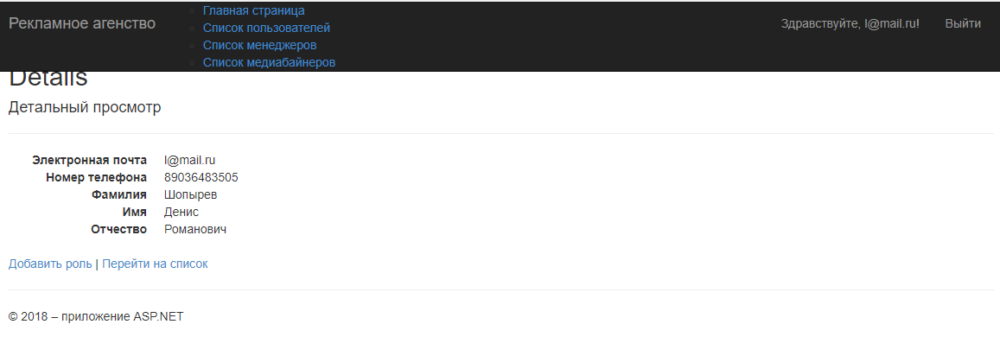 Рекламное агенство
Главная страница
Список пользователей
Список менеджеров
Список медиабайнеров
Здравствуйте, l@mail.ru! Выйти
Details
Детальный просмотр
Электронная почта l@mail.ru
Номер телефона 89036483505
Фамилия Шопырев
Имя Денис
Отчество Романович
Добавить роль | Перейти на список
© 2018 – приложение ASP.NET